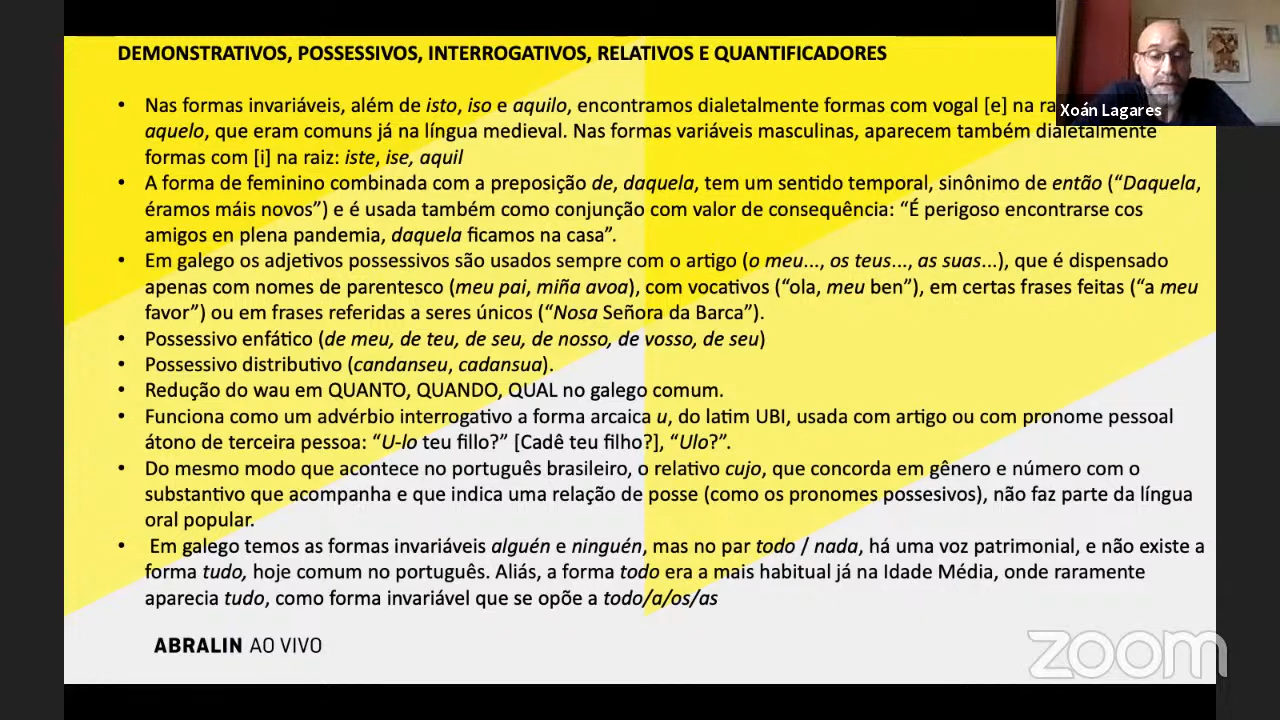 DEMONSTRATIVOS, POSSESSIVOS, INTERROGATIVOS, RELATIVOS E QUANTIFICADORES
Xoán Lagares
• Nas formas invariáveis, além de isto, iso e aquilo, encontramos dialetalmente formas com vogal [e] na
aquelo, que eram comuns já na língua medieval. Nas formas variáveis masculinas, aparecem também dialetalmente
formas com [i] na raiz: iste, ise, aquil
• A forma de feminino combinada com a preposição de, daquela, tem um sentido temporal, sinônimo de então (“Daquela,
éramos máis novos”) e é usada também como conjunção com valor de consequência: “É perigoso encontrarse cos
amigos en plena pandemia, daquela ficamos na casa”.
• Em galego os adjetivos possessivos são usados sempre com o artigo (o meu..., os teus..., as suas...), que é dispensado
apenas com nomes de parentesco (meu pai, miña avoa), com vocativos (“ola, meu ben”), em certas frases feitas (“a meu
favor”) ou em frases referidas a seres únicos (“Nosa Señora da Barca”).
• Possessivo enfático (de meu, de teu, de seu, de nosso, de vosso, de seu)
• Possessivo distributivo (candanseu, cadansua).
• Redução do wau em QUANTO, QUANDO, QUAL no galego comum.
• Funciona como um advérbio interrogativo a forma arcaica u, do latim UBI, usada com artigo ou com pronome pessoal
átono de terceira pessoa: “U-lo teu fillo?” [Cadê teu filho?], “Ulo?”.
• Do mesmo modo que acontece no português brasileiro, o relativo cujo, que concorda em gênero e número com o
substantivo que acompanha e que indica uma relação de posse (como os pronomes possesivos), não faz parte da língua
oral popular.
• Em galego temos as formas invariáveis alguén e ninguén, mas no par todo / nada, há uma voz patrimonial, e não existe a
forma tudo, hoje comum no português. Aliás, a forma todo era a mais habitual já na Idade Média, onde raramente
aparecia tudo, como forma invariável que se opõe a todo/a/os/as
ABRALIN AO VIVO
zoom